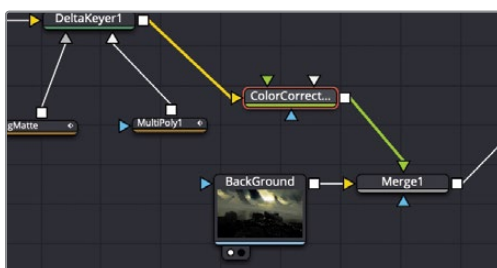 DeltaKeyer1
ColorCorrect...
gMatte
MultiPoly1
BackGround
Merge1